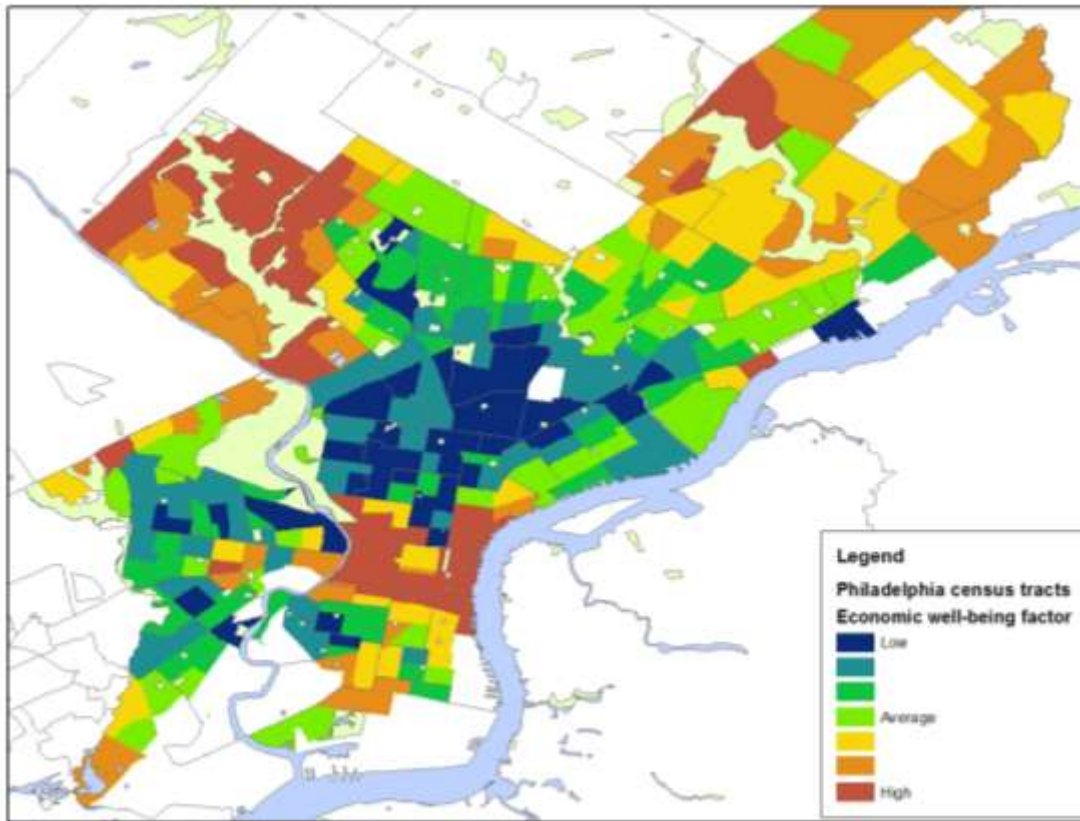 Legend
Philadelphia census tracts
Economic well-being factor
Low
Average
High